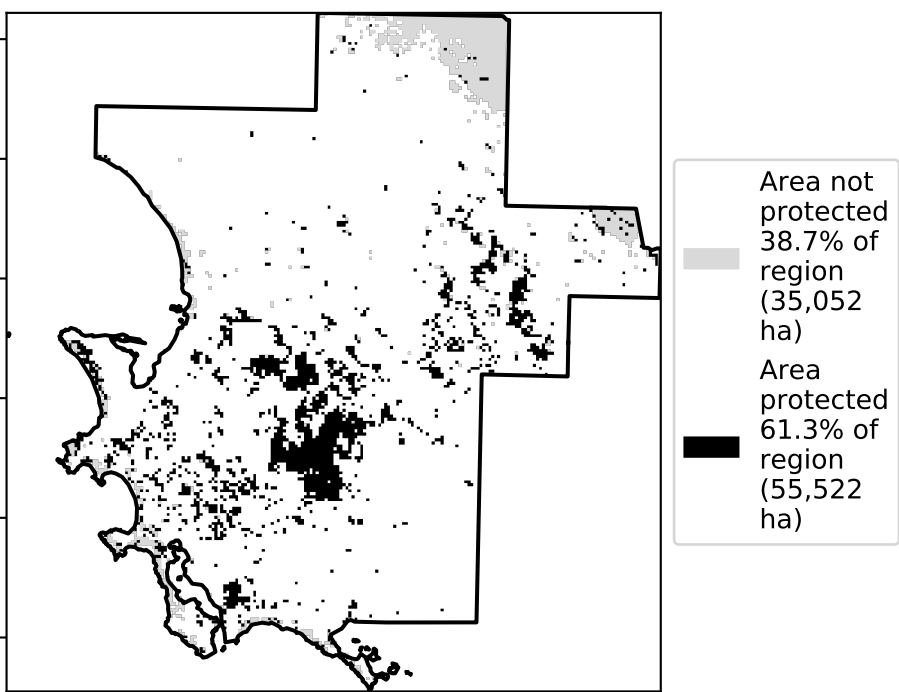 Area not
protected
38.7% of
region
(35,052
ha)
Area
protected
61.3% of
region
(55,522
ha)